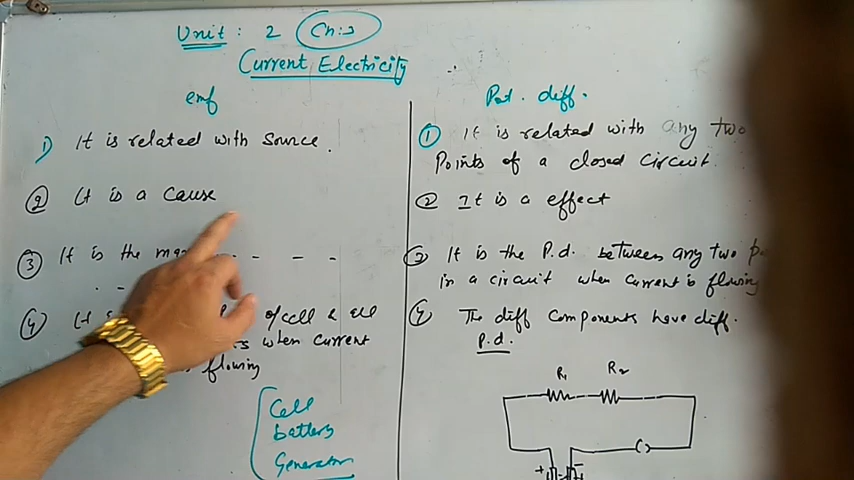 Unit : 2 Ch:3
Current Electricity
emf
1) It is related with Source.
② It is a Cause
③ It is the - - - -
. -
④ of cell & all
when current
flowing
Cell
battery
Generator
Pot. diff.
① It is related with any two
Points of a closed Circuit.
② It is a effect
③ It is the P.d. between any two
in a circuit when current is flowing
④ The diff Components have diff.
P.d.
R₁ R₂
+ -